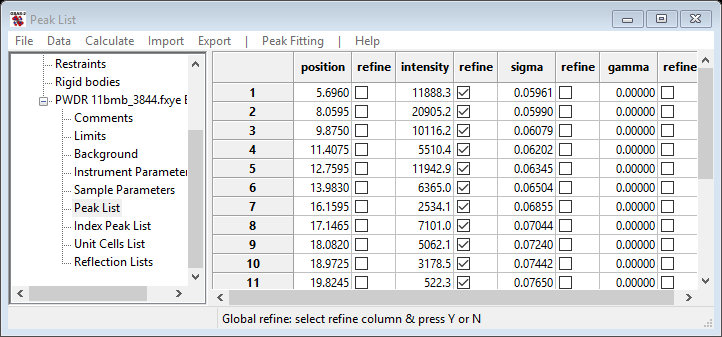 Peak List
File Data Calculate Import Export | Peak Fitting | Help
Restraints
Rigid bodies
PWDR 11bmb_3844.fxye
Comments
Limits
Background
Instrument Parameter
Sample Parameters
Peak List
Index Peak List
Unit Cells List
Reflection Lists
position refine intensity refine sigma refine gamma refine
1 5.6960 11888.3 0.05961 0.00000
2 8.0595 20905.2 0.05990 0.00000
3 9.8750 10116.2 0.06079 0.00000
4 11.4075 5510.4 0.06202 0.00000
5 12.7595 11942.9 0.06345 0.00000
6 13.9830 6365.0 0.06504 0.00000
7 16.1595 2534.1 0.06855 0.00000
8 17.1465 7101.0 0.07044 0.00000
9 18.0820 5062.1 0.07240 0.00000
10 18.9725 3178.5 0.07442 0.00000
11 19.8245 522.3 0.07650 0.00000
Global refine: select refine column & press Y or N